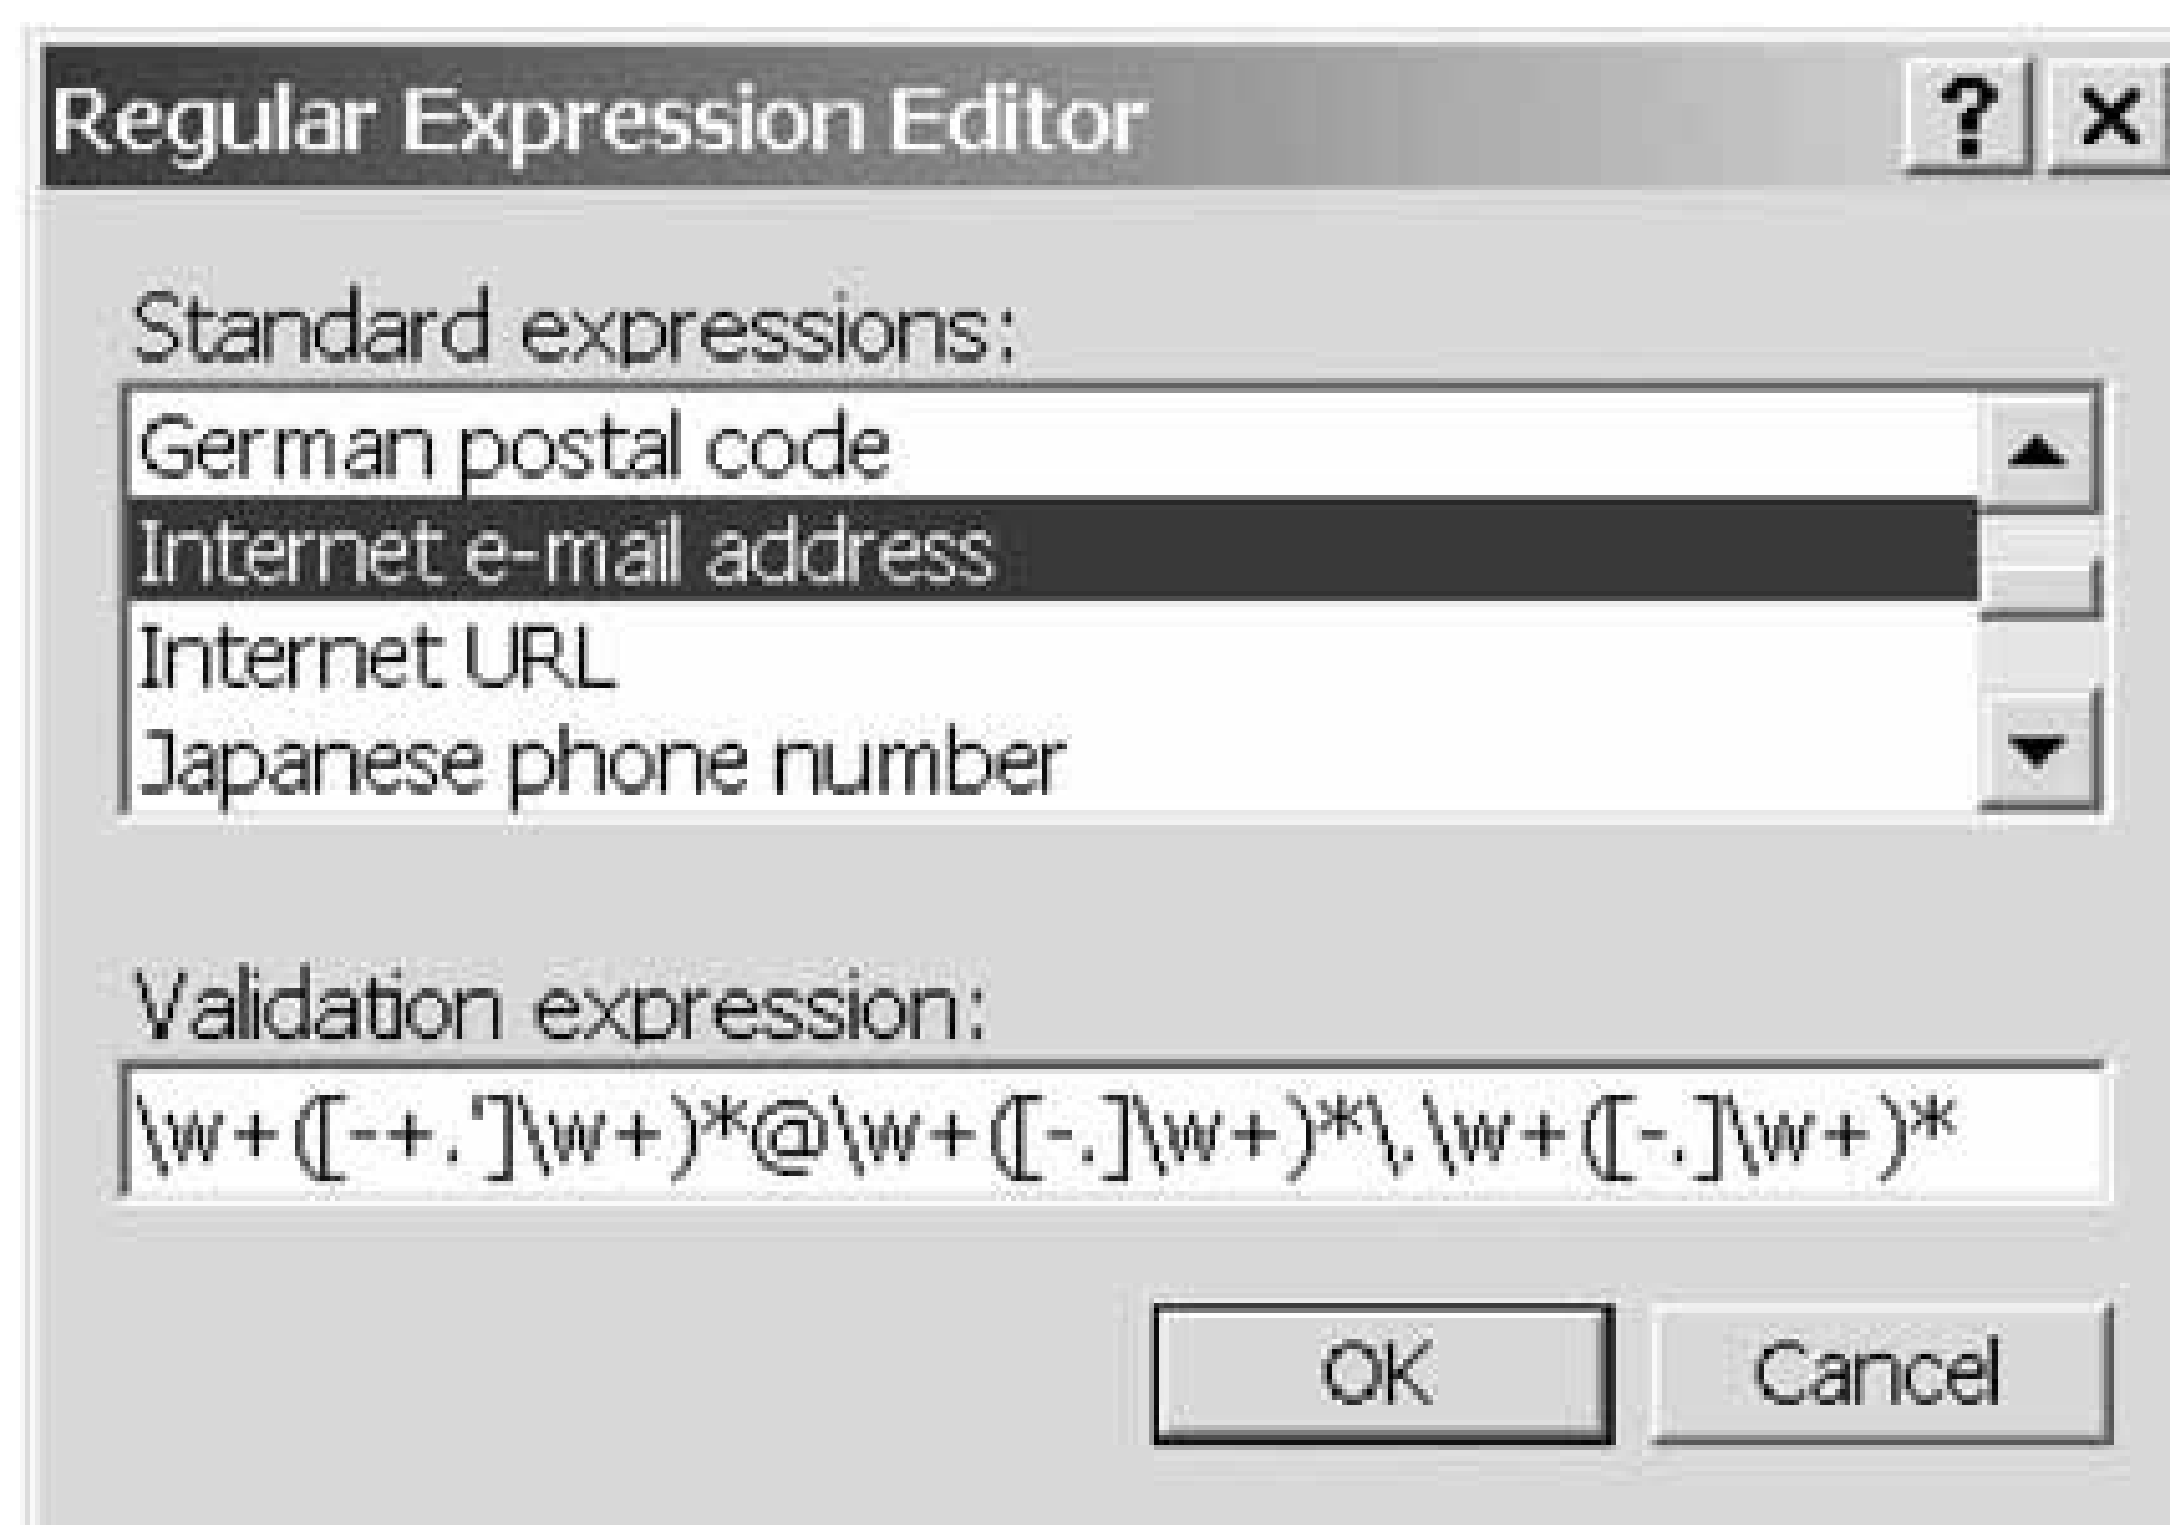 Regular Expression Editor
Standard expressions:
German postal code
Internet e-mail address
Internet URL
Japanese phone number
Validation expression:
\w+([-+.']\w+)*@\w+([-.]\w+)*\.\w+([-.]\w+)*
OK Cancel